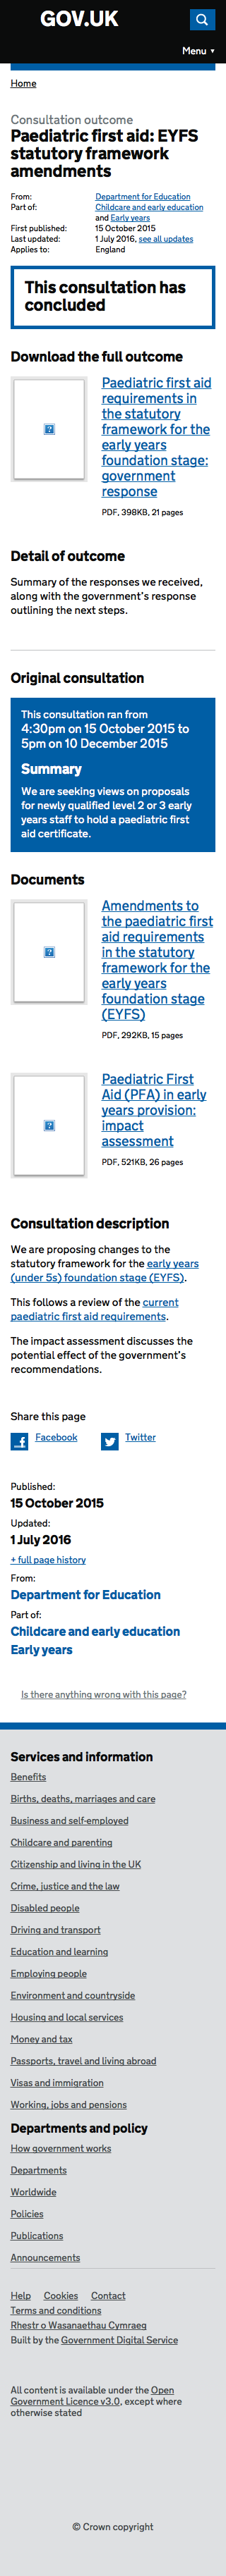 GOV.UK
Menu ▼
Home
Consultation outcome
Paediatric first aid: EYFS
statutory framework
amendments
From: Department for Education
Part of: Childcare and early education
and Early years
First published: 15 October 2015
Last updated: 1 July 2016, see all updates
Applies to: England
This consultation has
concluded
Download the full outcome
Paediatric first aid
requirements in
the statutory
framework for the
early years
foundation stage:
government
response
PDF, 398KB, 21 pages
Detail of outcome
Summary of the responses we received,
along with the government's response
outlining the next steps.
Original consultation
This consultation ran from
4:30pm on 15 October 2015 to
5pm on 10 December 2015
Summary
We are seeking views on proposals
for newly qualified level 2 or 3 early
years staff to hold a paediatric first
aid certificate.
Documents
Amendments to
the paediatric first
aid requirements
in the statutory
framework for the
early years
foundation stage
(EYFS)
PDF, 292KB, 15 pages
Paediatric First
Aid (PFA) in early
years provision:
impact
assessment
PDF, 521KB, 26 pages
Consultation description
We are proposing changes to the
statutory framework for the early years
(under 5s) foundation stage (EYFS).
This follows a review of the current
paediatric first aid requirements.
The impact assessment discusses the
potential effect of the government's
recommendations.
Share this page
Facebook Twitter
Published:
15 October 2015
Updated:
1 July 2016
+ full page history
From:
Department for Education
Part of:
Childcare and early education
Early years
Is there anything wrong with this page?
Services and information
Benefits
Births, deaths, marriages and care
Business and self-employed
Childcare and parenting
Citizenship and living in the UK
Crime, justice and the law
Disabled people
Driving and transport
Education and learning
Employing people
Environment and countryside
Housing and local services
Money and tax
Passports, travel and living abroad
Visas and immigration
Working, jobs and pensions
Departments and policy
How government works
Departments
Worldwide
Policies
Publications
Announcements
Help Cookies Contact
Terms and conditions
Rhestr o Wasanaethau Cymraeg
Built by the Government Digital Service
All content is available under the Open
Government Licence v3.0, except where
otherwise stated
© Crown copyright